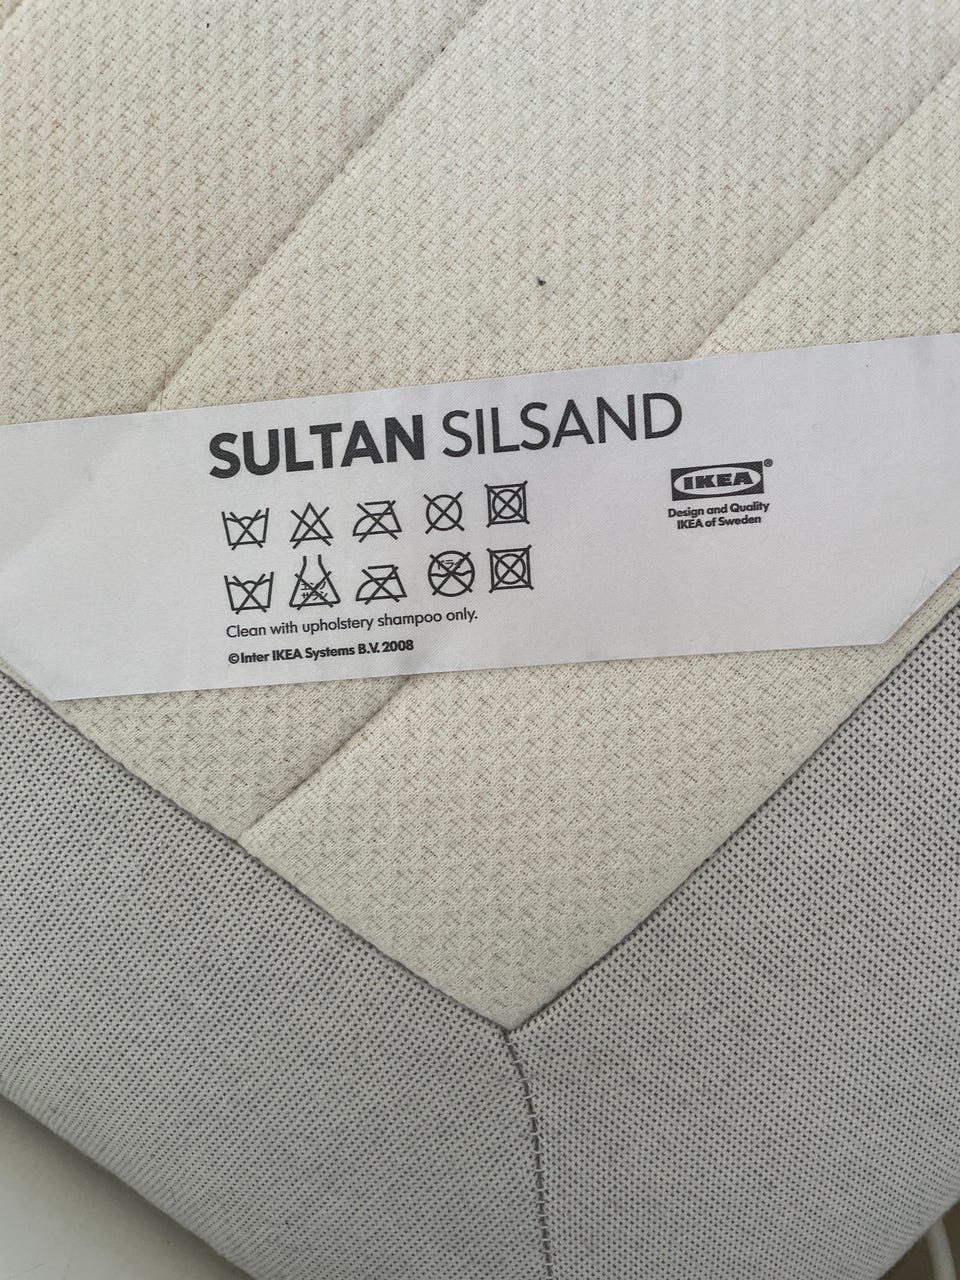 SULTAN SILSAND
IKEA®
Design and Quality
IKEA of Sweden
Clean with upholstery shampoo only.
©Inter IKEA Systems B.V. 2008